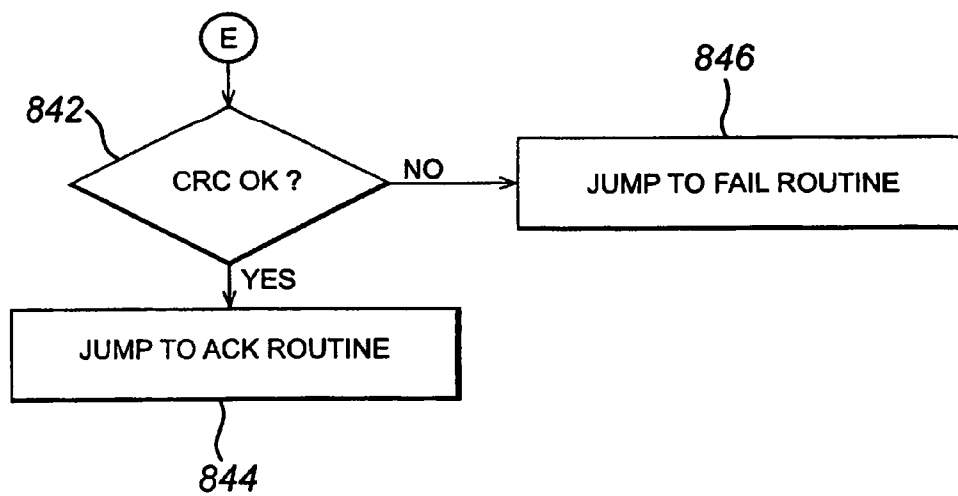 E
846
842
CRC OK ?
NO
JUMP TO FAIL ROUTINE
YES
JUMP TO ACK ROUTINE
844